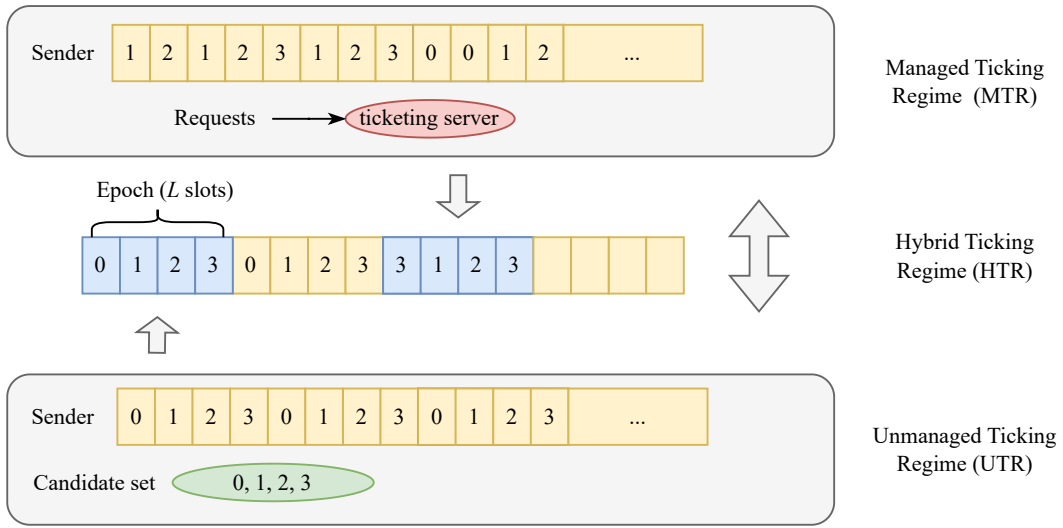 Sender 1 2 1 2 3 1 2 3 0 0 1 2 ...
Requests ticketing server
Managed Ticking
Regime (MTR)
Epoch (L slots)
0 1 2 3 0 1 2 3 3 1 2 3
Hybrid Ticking
Regime (HTR)
Sender 0 1 2 3 0 1 2 3 0 1 2 3 ...
Candidate set 0, 1, 2, 3
Unmanaged Ticking
Regime (UTR)